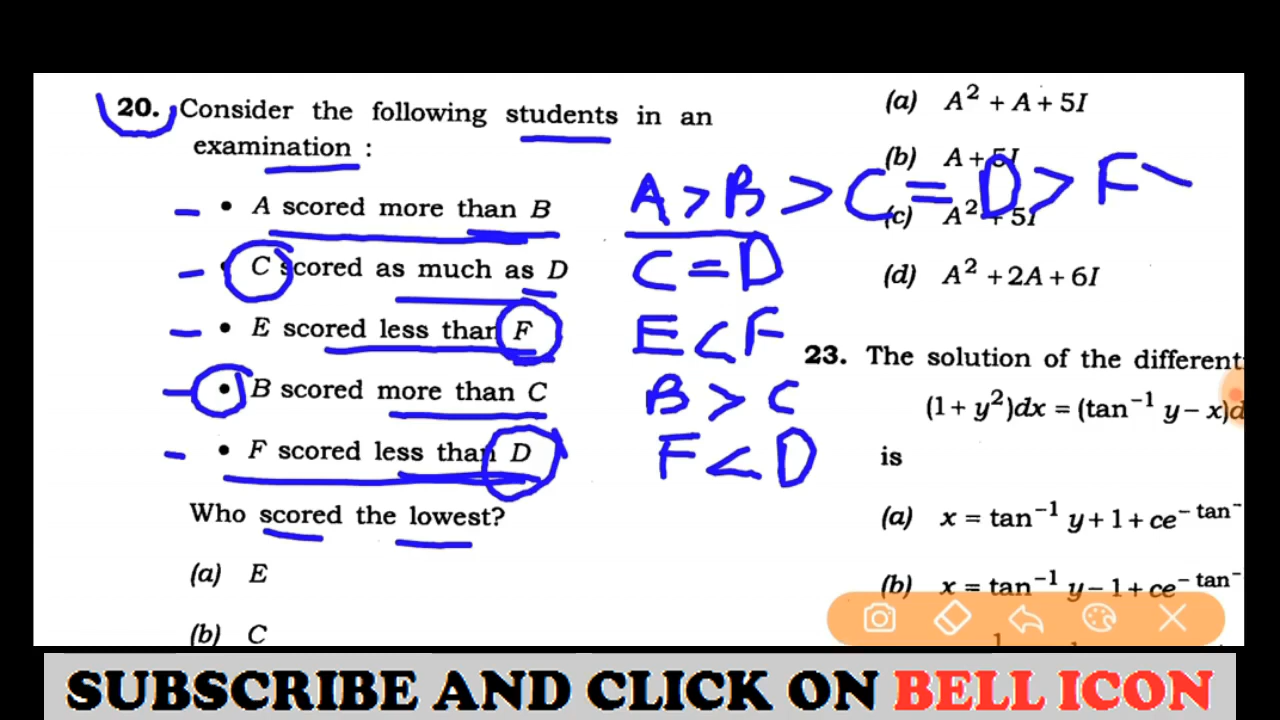 20. Consider the following students in an
examination :
• A scored more than B
• C scored as much as D
• E scored less than F
• B scored more than C
• F scored less than D
Who scored the lowest?
(a) E
(b) C
A > B > C = D > F
C = D
E < F
B > C
F < D
(a) A² + A + 5I
(b) A + 5I
(c) A² + 5I
(d) A² + 2A + 6I
23. The solution of the different
(1 + y²)dx = (tan⁻¹ y − x)d
is
(a) x = tan⁻¹ y + 1 + ce^(− tan⁻
(b) x = tan⁻¹ y − 1 + ce^(− tan⁻
SUBSCRIBE AND CLICK ON BELL ICON